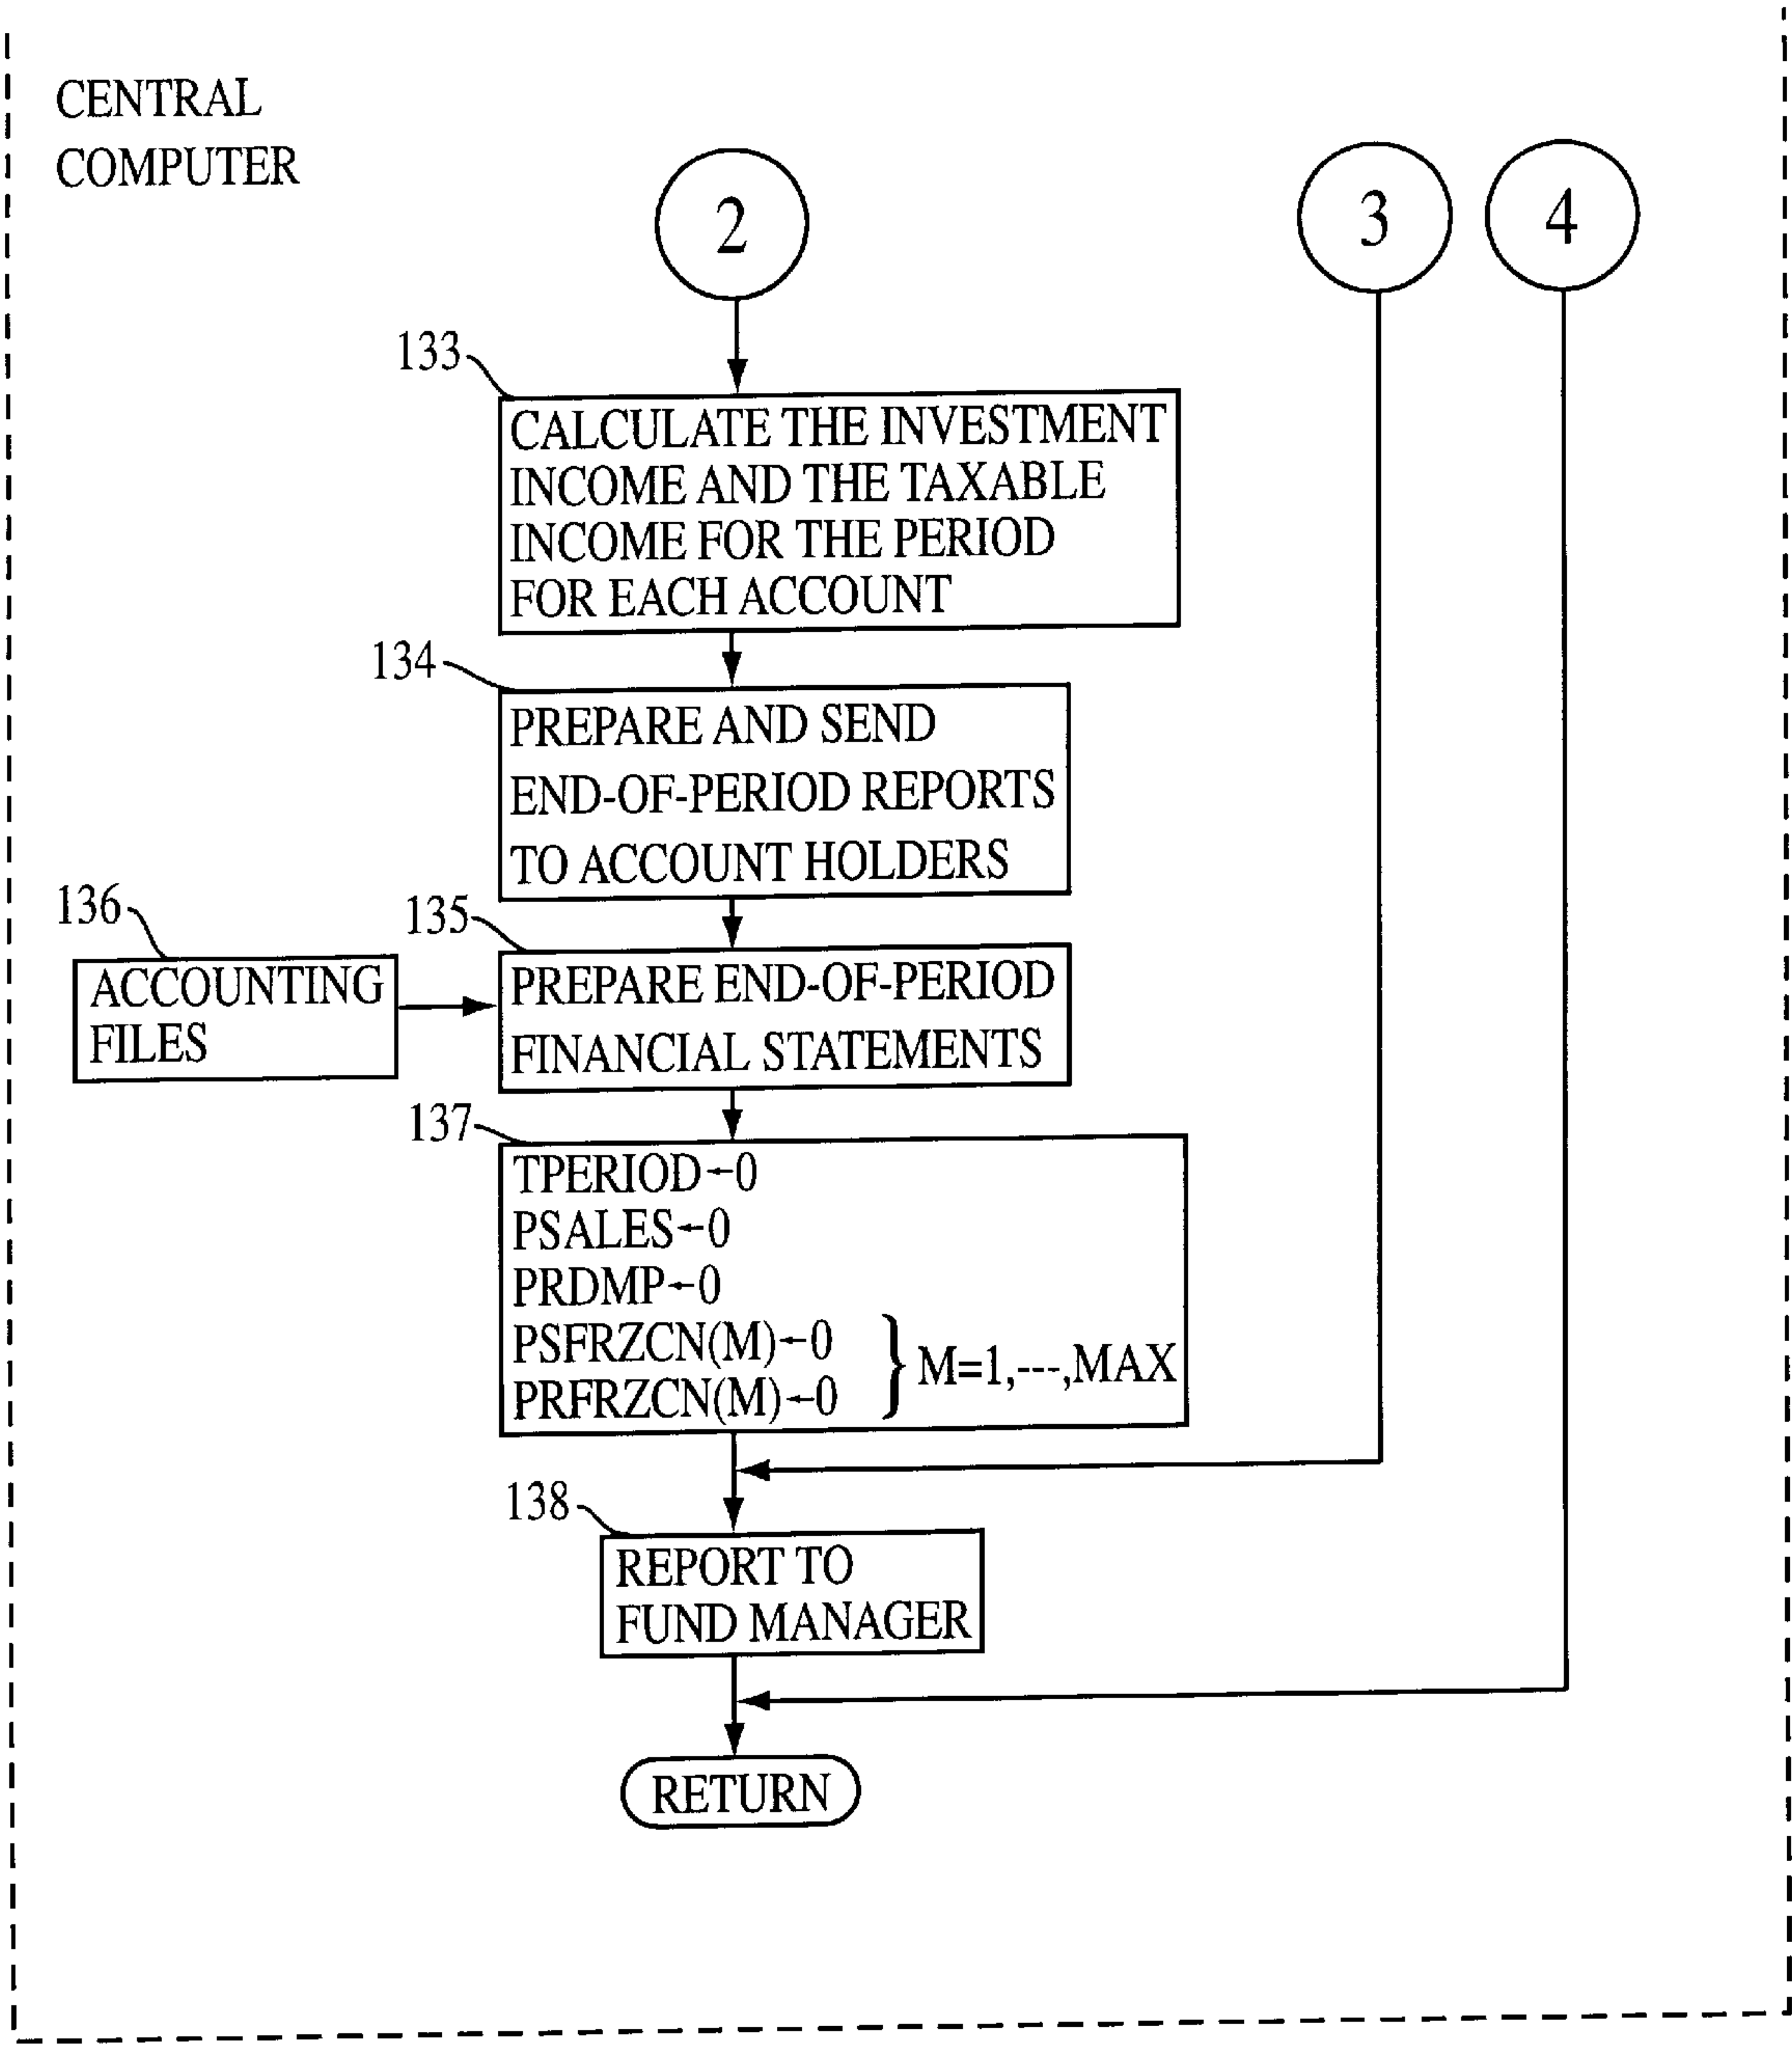 CENTRAL
COMPUTER
2
3
4
133
CALCULATE THE INVESTMENT
INCOME AND THE TAXABLE
INCOME FOR THE PERIOD
FOR EACH ACCOUNT
134
PREPARE AND SEND
END-OF-PERIOD REPORTS
TO ACCOUNT HOLDERS
136
ACCOUNTING
FILES
135
PREPARE END-OF-PERIOD
FINANCIAL STATEMENTS
137
TPERIOD←0
PSALES←0
PRDMP←0
PSFRZCN(M)←0
PRFRZCN(M)←0
} M=1,---,MAX
138
REPORT TO
FUND MANAGER
RETURN